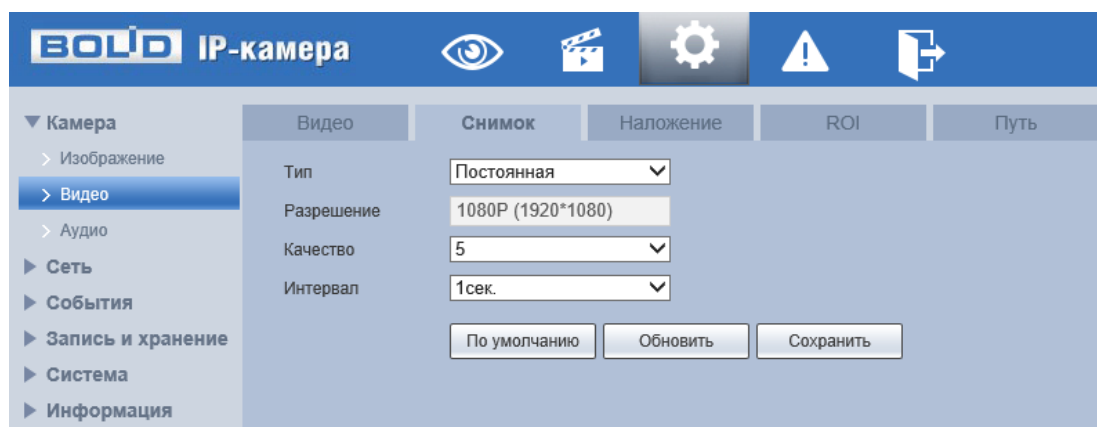 BOLID IP-камера
Камера
Изображение
Видео
Аудио
Сеть
События
Запись и хранение
Система
Информация
Видео Снимок Наложение ROI Путь
Тип Постоянная
Разрешение 1080P (1920*1080)
Качество 5
Интервал 1сек.
По умолчанию Обновить Сохранить